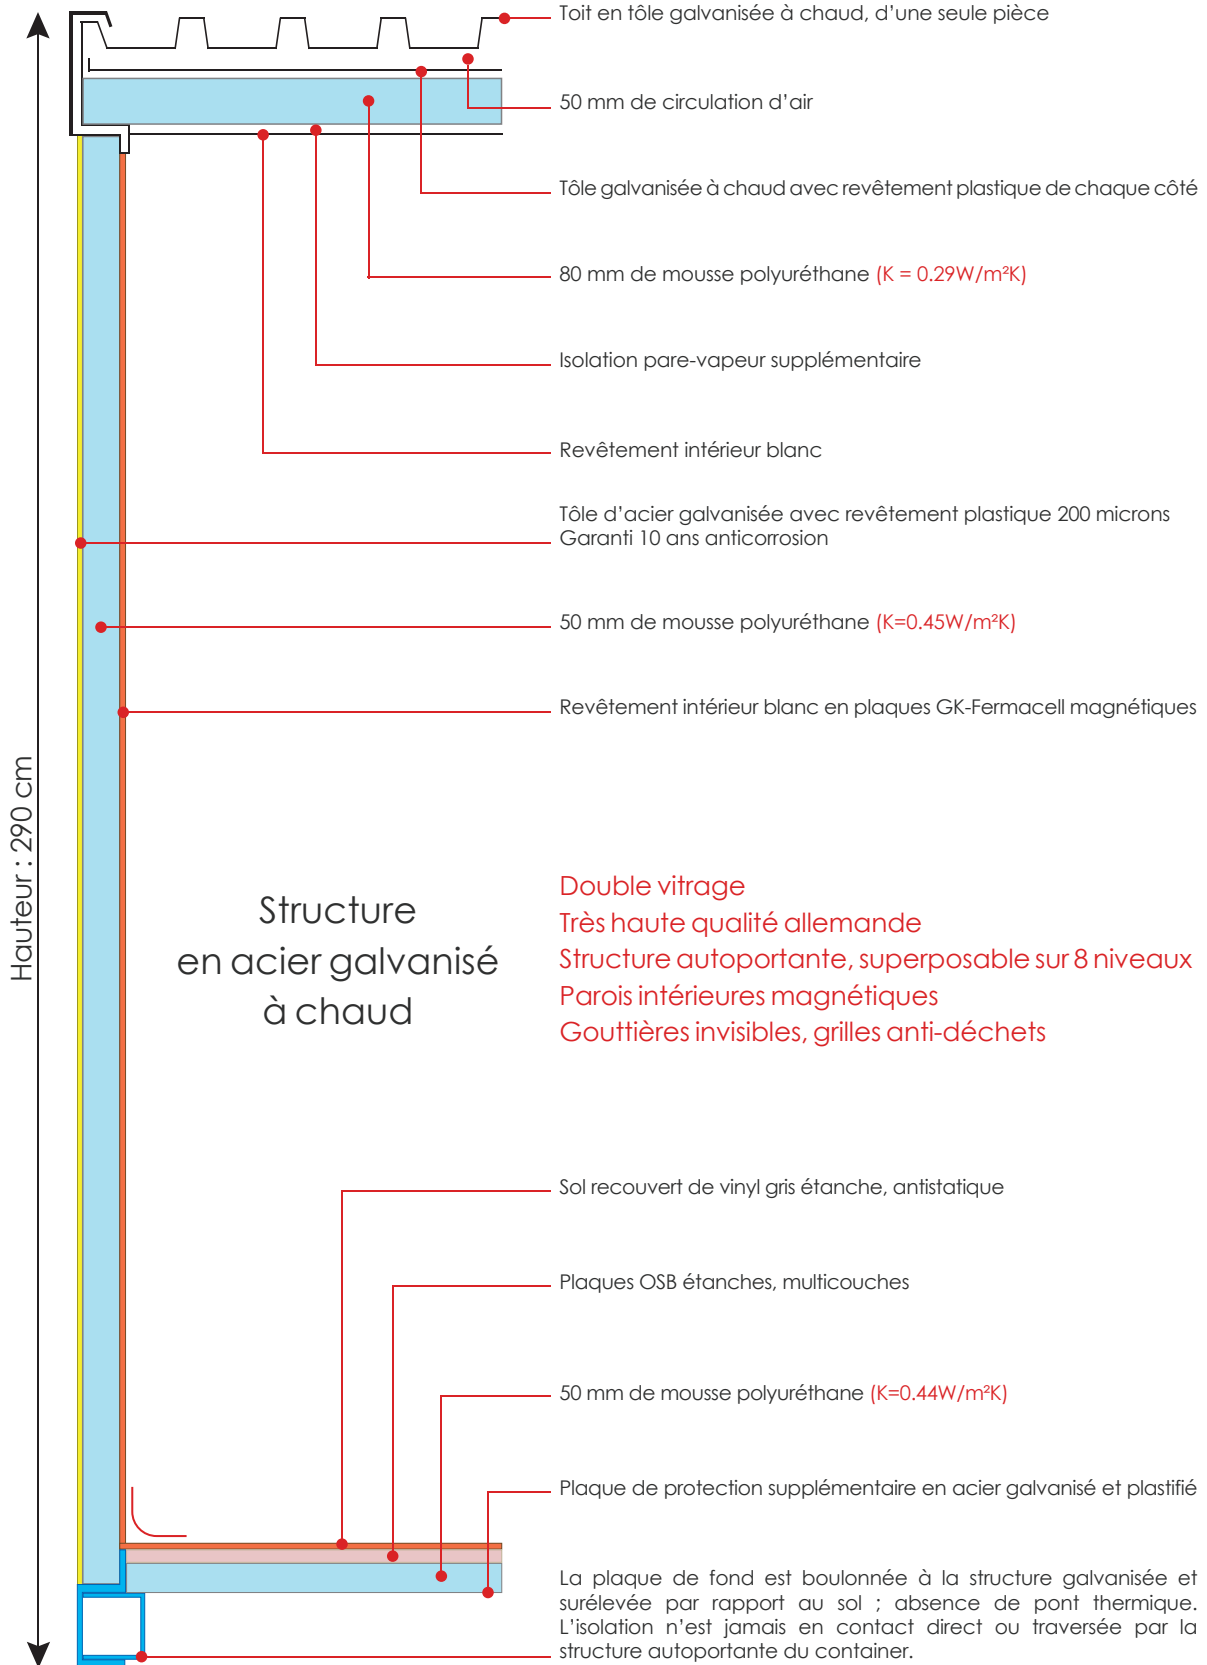 Toit en tôle galvanisée à chaud, d'une seule pièce
50 mm de circulation d'air
Tôle galvanisée à chaud avec revêtement plastique de chaque côté
80 mm de mousse polyuréthane (K = 0.29W/m²K)
Isolation pare-vapeur supplémentaire
Revêtement intérieur blanc
Tôle d'acier galvanisée avec revêtement plastique 200 microns
Garanti 10 ans anticorrosion
50 mm de mousse polyuréthane (K=0.45W/m²K)
Revêtement intérieur blanc en plaques GK-Fermacell magnétiques
Hauteur : 290 cm
Structure
en acier galvanisé
à chaud
Double vitrage
Très haute qualité allemande
Structure autoportante, superposable sur 8 niveaux
Parois intérieures magnétiques
Gouttières invisibles, grilles anti-déchets
Sol recouvert de vinyl gris étanche, antistatique
Plaques OSB étanches, multicouches
50 mm de mousse polyuréthane (K=0.44W/m²K)
Plaque de protection supplémentaire en acier galvanisé et plastifié
La plaque de fond est boulonnée à la structure galvanisée et
surélevée par rapport au sol ; absence de pont thermique.
L'isolation n'est jamais en contact direct ou traversée par la
structure autoportante du container.